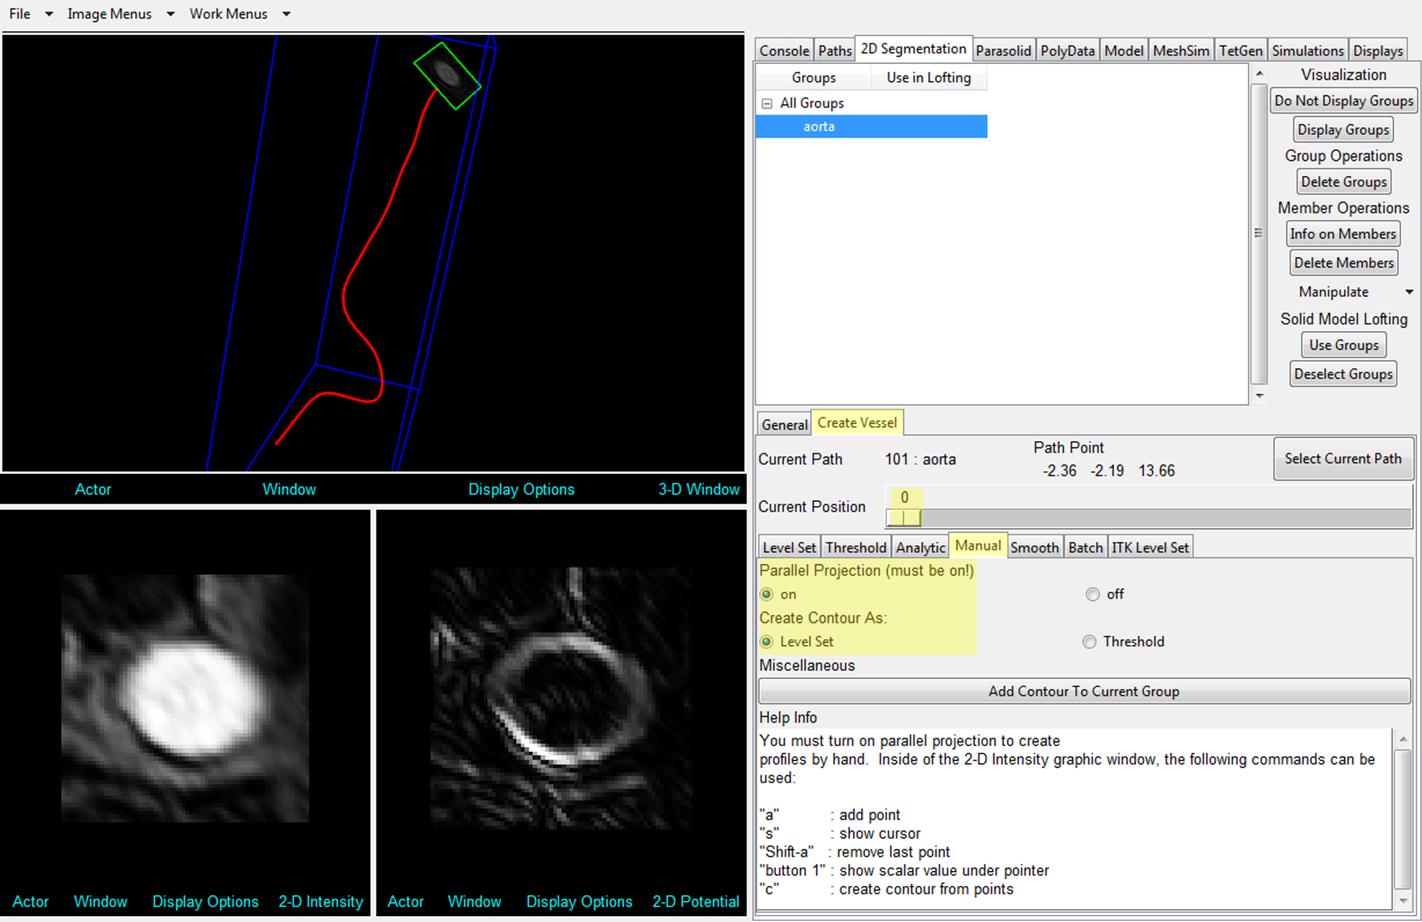 File Image Menus Work Menus
Console Paths 2D Segmentation Parasolid PolyData Model MeshSim TetGen Simulations Displays
Groups Use in Lofting
All Groups
aorta
Visualization
Do Not Display Groups
Display Groups
Group Operations
Delete Groups
Member Operations
Info on Members
Delete Members
Manipulate
Solid Model Lofting
Use Groups
Deselect Groups
General Create Vessel
Current Path 101 : aorta
Path Point
-2.36 -2.19 13.66
Select Current Path
Current Position 0
Level Set Threshold Analytic Manual Smooth Batch ITK Level Set
Parallel Projection (must be on!)
on off
Create Contour As:
Level Set Threshold
Miscellaneous
Add Contour To Current Group
Help Info
You must turn on parallel projection to create
profiles by hand. Inside of the 2-D Intensity graphic window, the following commands can be
used:
"a" : add point
"s" : show cursor
"Shift-a" : remove last point
"button 1" : show scalar value under pointer
"c" : create contour from points
Actor Window Display Options 3-D Window
Actor Window Display Options 2-D Intensity
Actor Window Display Options 2-D Potential